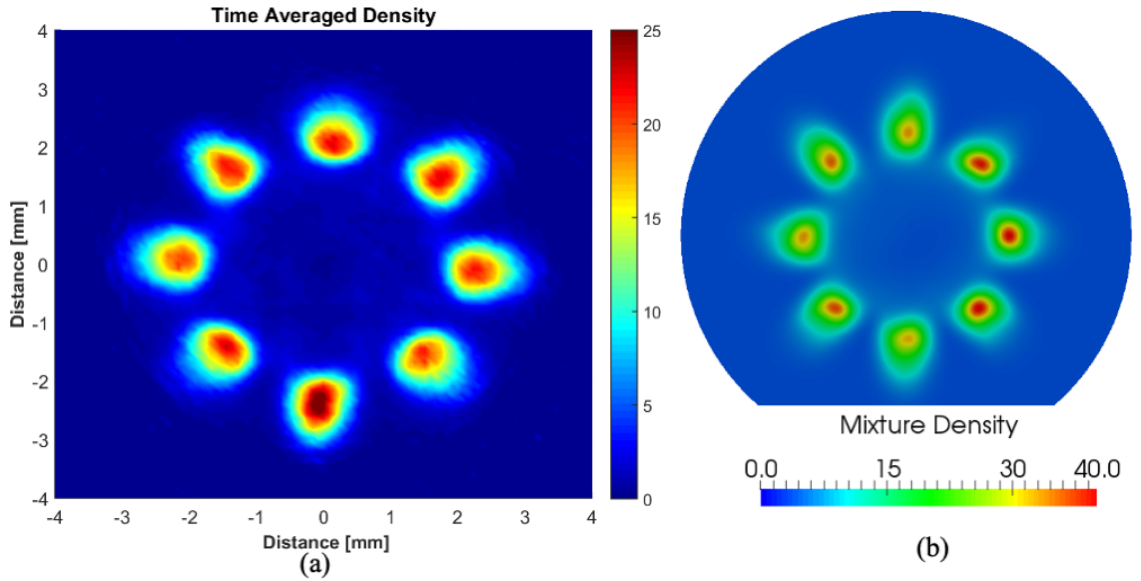 Time Averaged Density
4
3
2
1
0
-1
-2
-3
-4
Distance [mm]
-4 -3 -2 -1 0 1 2 3 4
Distance [mm]
25
20
15
10
5
0
(a)
Mixture Density
0.0 15 30 40.0
(b)